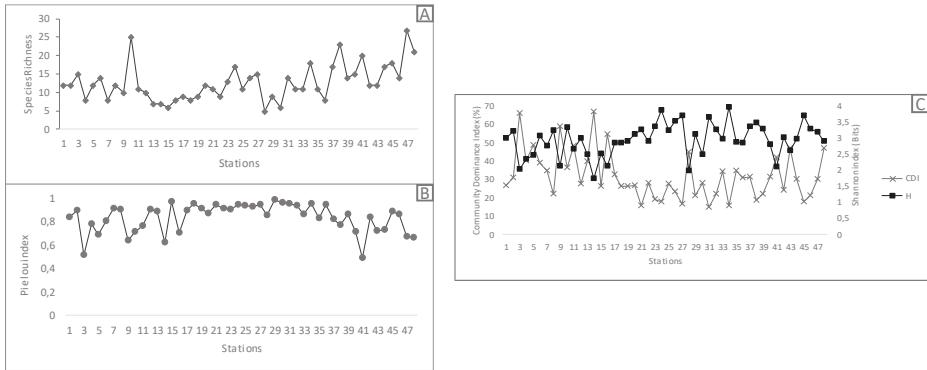 A
30
25
20
15
10
5
0
Species Richness
1 3 5 7 9 11 13 15 17 19 21 23 25 27 29 31 33 35 37 39 41 43 45 47
Stations
B
1
0,8
0,6
0,4
0,2
0
Pielou index
1 3 5 7 9 11 13 15 17 19 21 23 25 27 29 31 33 35 37 39 41 43 45 47
Stations
C
70
60
50
40
30
20
10
0
Community Dominance Index (%)
4
3,5
3
2,5
2
1,5
1
0,5
0
Shannon index (Bits)
1 3 5 7 9 11 13 15 17 19 21 23 25 27 29 31 33 35 37 39 41 43 45 47
Stations
CDI
H